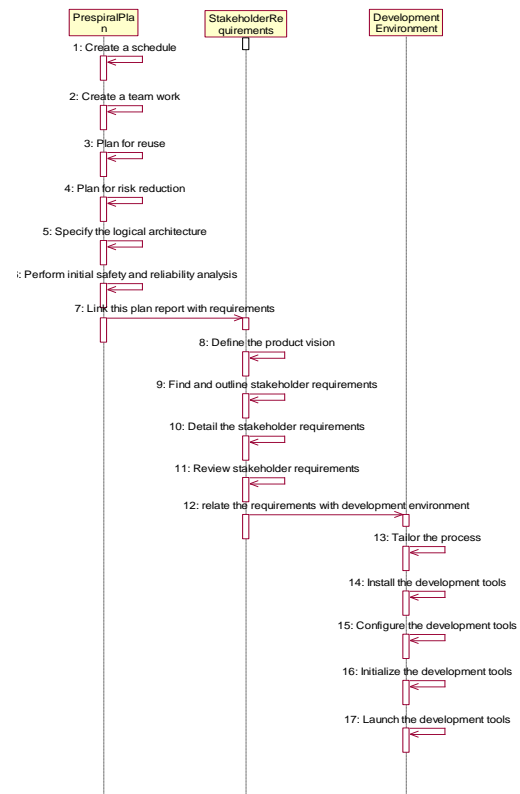 PrespiralPla
n
StakeholderRe
quirements
Development
Environment
1: Create a schedule
2: Create a team work
3: Plan for reuse
4: Plan for risk reduction
5: Specify the logical architecture
: Perform initial safety and reliability analysis
7: Link this plan report with requirements
8: Define the product vision
9: Find and outline stakeholder requirements
10: Detail the stakeholder requirements
11: Review stakeholder requirements
12: relate the requirements with development environment
13: Tailor the process
14: Install the development tools
15: Configure the development tools
16: Initialize the development tools
17: Launch the development tools